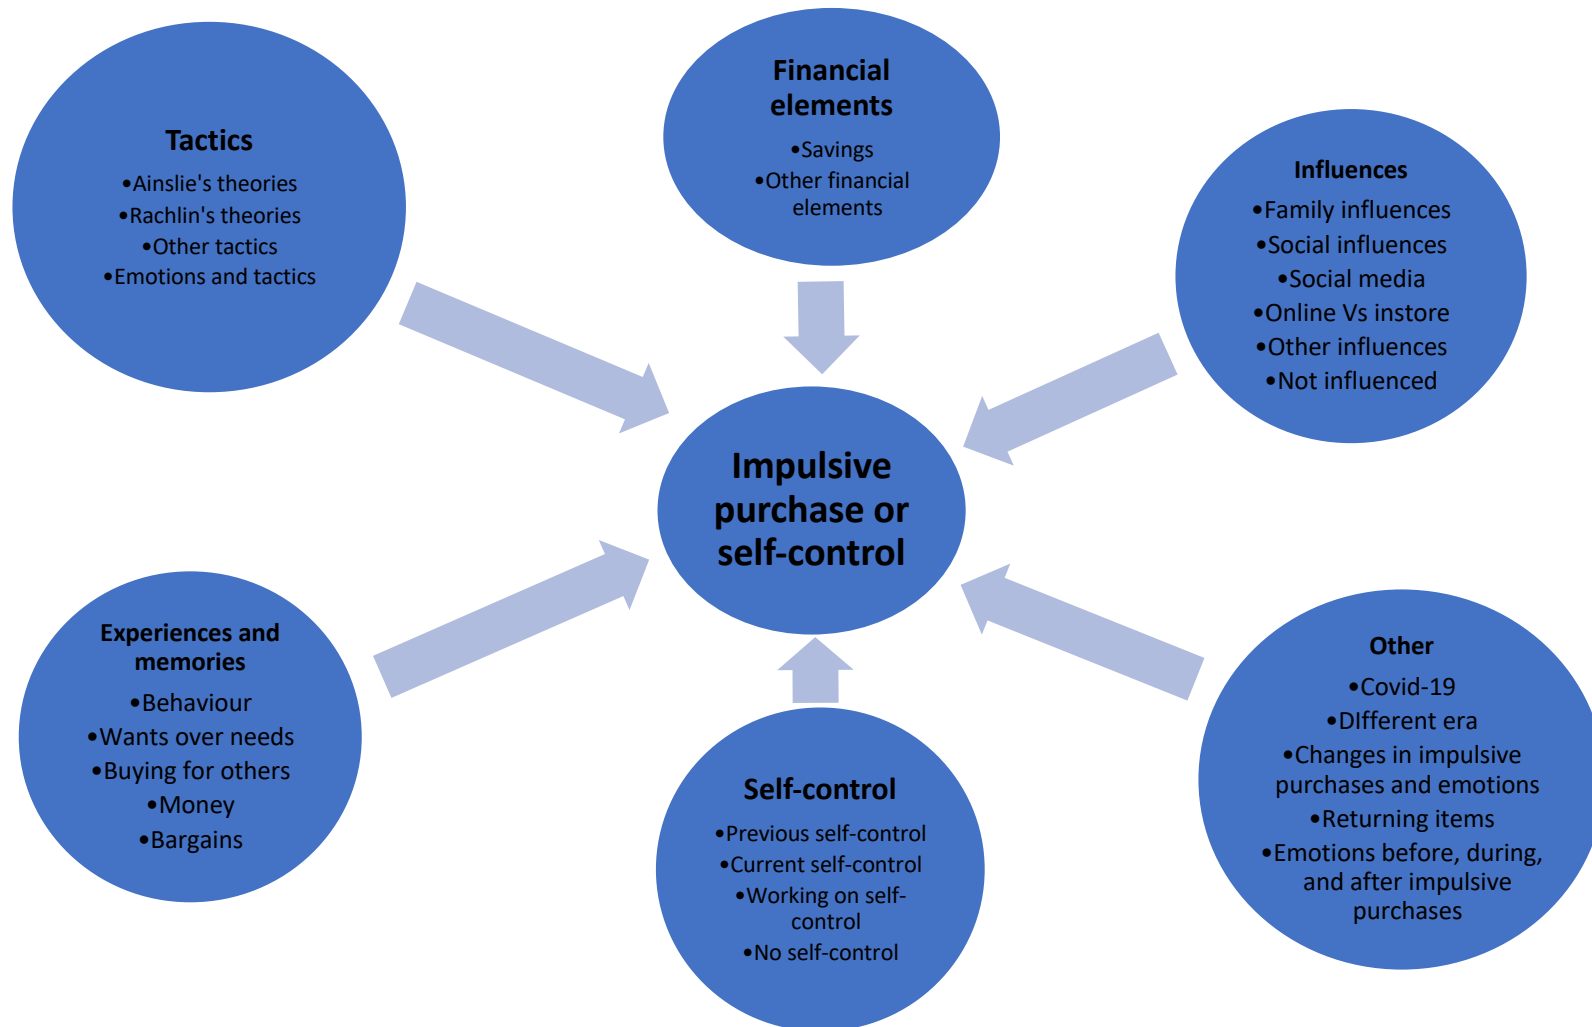 Tactics
•Ainslie's theories
•Rachlin's theories
•Other tactics
•Emotions and tactics
Financial
elements
•Savings
•Other financial
elements
Influences
•Family influences
•Social influences
•Social media
•Online Vs instore
•Other influences
•Not influenced
Impulsive
purchase or
self-control
Experiences and
memories
•Behaviour
•Wants over needs
•Buying for others
•Money
•Bargains
Self-control
•Previous self-control
•Current self-control
•Working on self-
control
•No self-control
Other
•Covid-19
•DIfferent era
•Changes in impulsive
purchases and emotions
•Returning items
•Emotions before, during,
and after impulsive
purchases